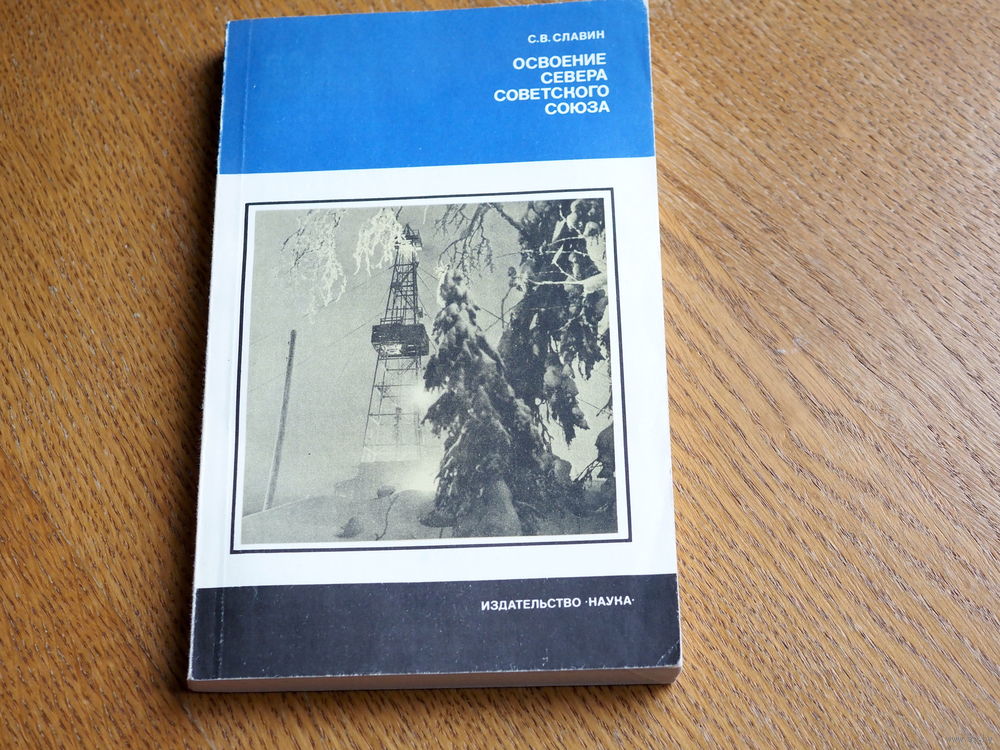 С.В. СЛАВИН
ОСВОЕНИЕ
СЕВЕРА
СОВЕТСКОГО
СОЮЗА
ИЗДАТЕЛЬСТВО ·НАУКА·